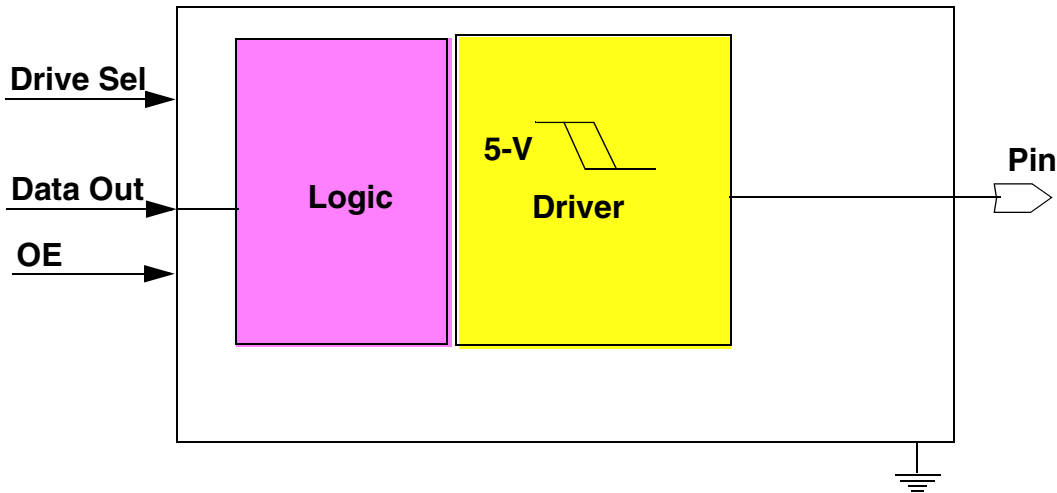 Drive Sel
Data Out
OE
Logic
5-V
Driver
Pin